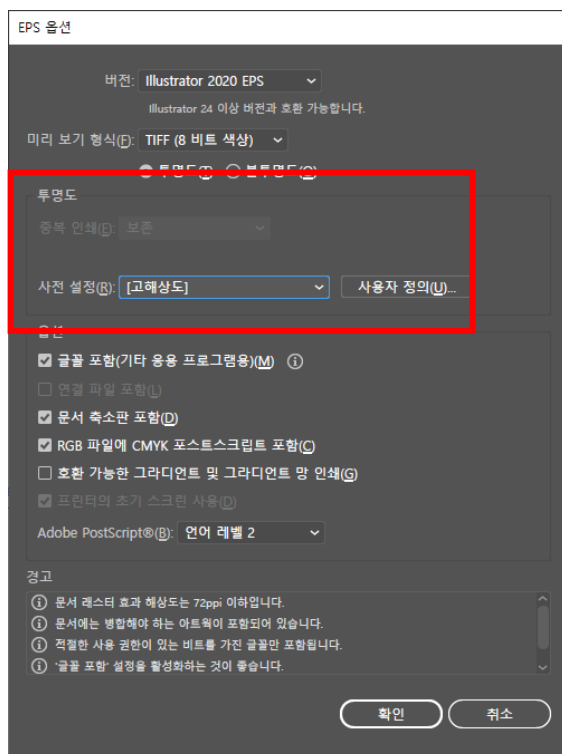 EPS 옵션
버전: Illustrator 2020 EPS
Illustrator 24 이상 버전과 호환 가능합니다.
미리 보기 형식(F): TIFF (8 비트 색상)
투명도(T) 불투명도(O)
투명도
중복 인쇄(E): 보존
사전 설정(R): [고해상도] 사용자 정의(U)...
옵션
글꼴 포함(기타 응용 프로그램용)(M)
연결 파일 포함(L)
문서 축소판 포함(D)
RGB 파일에 CMYK 포스트스크립트 포함(C)
호환 가능한 그라디언트 및 그라디언트 망 인쇄(G)
프린터의 초기 스크린 사용(D)
Adobe PostScript®(B): 언어 레벨 2
경고
문서 래스터 효과 해상도는 72ppi 이하입니다.
문서에는 병합해야 하는 아트웍이 포함되어 있습니다.
적절한 사용 권한이 있는 비트를 가진 글꼴만 포함됩니다.
'글꼴 포함' 설정을 활성화하는 것이 좋습니다.
확인 취소